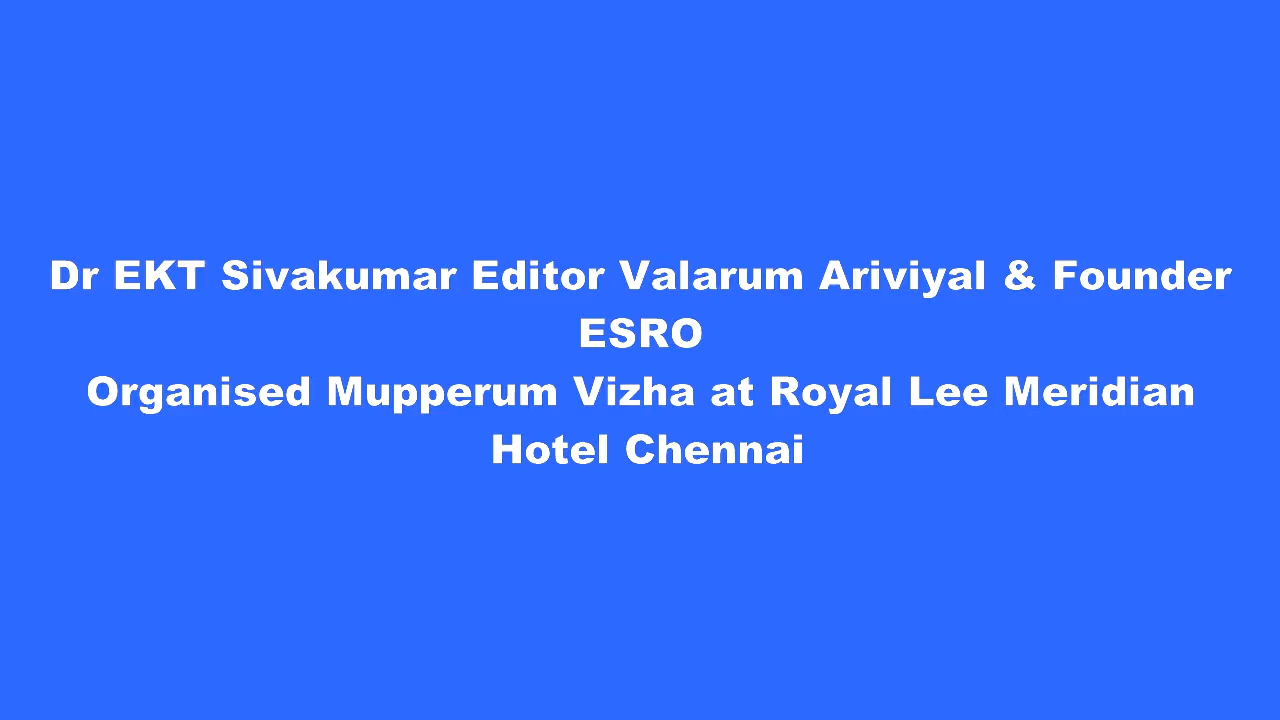 Dr EKT Sivakumar Editor Valarum Ariviyal & Founder
ESRO
Organised Mupperum Vizha at Royal Lee Meridian
Hotel Chennai